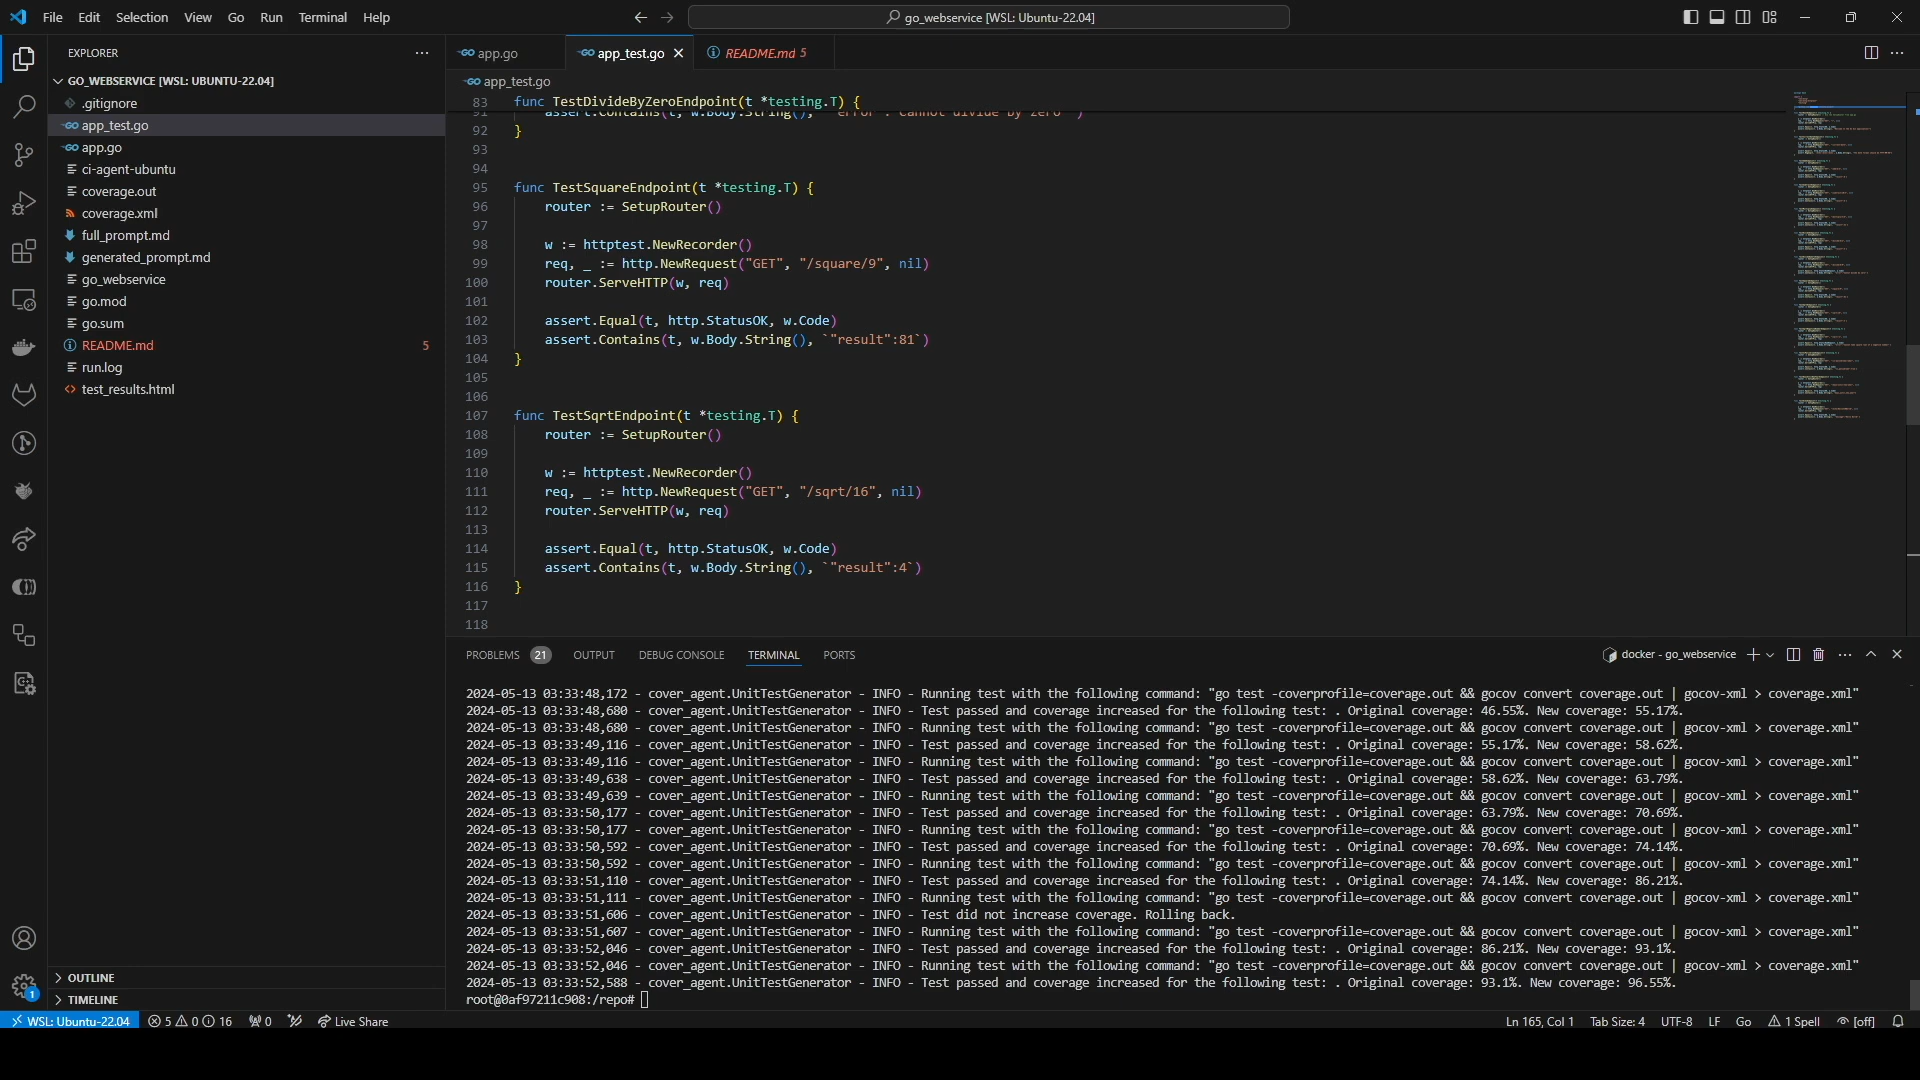 File Edit Selection View Go Run Terminal Help
go_webservice [WSL: Ubuntu-22.04]
EXPLORER
GO_WEBSERVICE [WSL: UBUNTU-22.04]
.gitignore
app_test.go
app.go
ci-agent-ubuntu
coverage.out
coverage.xml
full_prompt.md
generated_prompt.md
go_webservice
go.mod
go.sum
README.md 5
run.log
test_results.html
OUTLINE
TIMELINE
app.go app_test.go README.md 5
app_test.go
83 func TestDivideByZeroEndpoint(t *testing.T) {
91 assert.Contains(t, w.Body.String(), `"error":"Cannot divide by zero"`)
92 }
93
94
95 func TestSquareEndpoint(t *testing.T) {
96 router := SetupRouter()
97
98 w := httptest.NewRecorder()
99 req, _ := http.NewRequest("GET", "/square/9", nil)
100 router.ServeHTTP(w, req)
101
102 assert.Equal(t, http.StatusOK, w.Code)
103 assert.Contains(t, w.Body.String(), `"result":81`)
104 }
105
106
107 func TestSqrtEndpoint(t *testing.T) {
108 router := SetupRouter()
109
110 w := httptest.NewRecorder()
111 req, _ := http.NewRequest("GET", "/sqrt/16", nil)
112 router.ServeHTTP(w, req)
113
114 assert.Equal(t, http.StatusOK, w.Code)
115 assert.Contains(t, w.Body.String(), `"result":4`)
116 }
117
118
PROBLEMS 21 OUTPUT DEBUG CONSOLE TERMINAL PORTS
docker - go_webservice
2024-05-13 03:33:48,172 - cover_agent.UnitTestGenerator - INFO - Running test with the following command: "go test -coverprofile=coverage.out && gocov convert coverage.out | gocov-xml > coverage.xml"
2024-05-13 03:33:48,680 - cover_agent.UnitTestGenerator - INFO - Test passed and coverage increased for the following test: . Original coverage: 46.55%. New coverage: 55.17%.
2024-05-13 03:33:48,680 - cover_agent.UnitTestGenerator - INFO - Running test with the following command: "go test -coverprofile=coverage.out && gocov convert coverage.out | gocov-xml > coverage.xml"
2024-05-13 03:33:49,116 - cover_agent.UnitTestGenerator - INFO - Test passed and coverage increased for the following test: . Original coverage: 55.17%. New coverage: 58.62%.
2024-05-13 03:33:49,116 - cover_agent.UnitTestGenerator - INFO - Running test with the following command: "go test -coverprofile=coverage.out && gocov convert coverage.out | gocov-xml > coverage.xml"
2024-05-13 03:33:49,638 - cover_agent.UnitTestGenerator - INFO - Test passed and coverage increased for the following test: . Original coverage: 58.62%. New coverage: 63.79%.
2024-05-13 03:33:49,639 - cover_agent.UnitTestGenerator - INFO - Running test with the following command: "go test -coverprofile=coverage.out && gocov convert coverage.out | gocov-xml > coverage.xml"
2024-05-13 03:33:50,177 - cover_agent.UnitTestGenerator - INFO - Test passed and coverage increased for the following test: . Original coverage: 63.79%. New coverage: 70.69%.
2024-05-13 03:33:50,177 - cover_agent.UnitTestGenerator - INFO - Running test with the following command: "go test -coverprofile=coverage.out && gocov convert coverage.out | gocov-xml > coverage.xml"
2024-05-13 03:33:50,592 - cover_agent.UnitTestGenerator - INFO - Test passed and coverage increased for the following test: . Original coverage: 70.69%. New coverage: 74.14%.
2024-05-13 03:33:50,592 - cover_agent.UnitTestGenerator - INFO - Running test with the following command: "go test -coverprofile=coverage.out && gocov convert coverage.out | gocov-xml > coverage.xml"
2024-05-13 03:33:51,110 - cover_agent.UnitTestGenerator - INFO - Test passed and coverage increased for the following test: . Original coverage: 74.14%. New coverage: 86.21%.
2024-05-13 03:33:51,111 - cover_agent.UnitTestGenerator - INFO - Running test with the following command: "go test -coverprofile=coverage.out && gocov convert coverage.out | gocov-xml > coverage.xml"
2024-05-13 03:33:51,606 - cover_agent.UnitTestGenerator - INFO - Test did not increase coverage. Rolling back.
2024-05-13 03:33:51,607 - cover_agent.UnitTestGenerator - INFO - Running test with the following command: "go test -coverprofile=coverage.out && gocov convert coverage.out | gocov-xml > coverage.xml"
2024-05-13 03:33:52,046 - cover_agent.UnitTestGenerator - INFO - Test passed and coverage increased for the following test: . Original coverage: 86.21%. New coverage: 93.1%.
2024-05-13 03:33:52,046 - cover_agent.UnitTestGenerator - INFO - Running test with the following command: "go test -coverprofile=coverage.out && gocov convert coverage.out | gocov-xml > coverage.xml"
2024-05-13 03:33:52,588 - cover_agent.UnitTestGenerator - INFO - Test passed and coverage increased for the following test: . Original coverage: 93.1%. New coverage: 96.55%.
root@0af97211c908:/repo#
1
WSL: Ubuntu-22.04 5 0 16 0 Live Share Ln 165, Col 1 Tab Size: 4 UTF-8 LF Go 1 Spell [off]